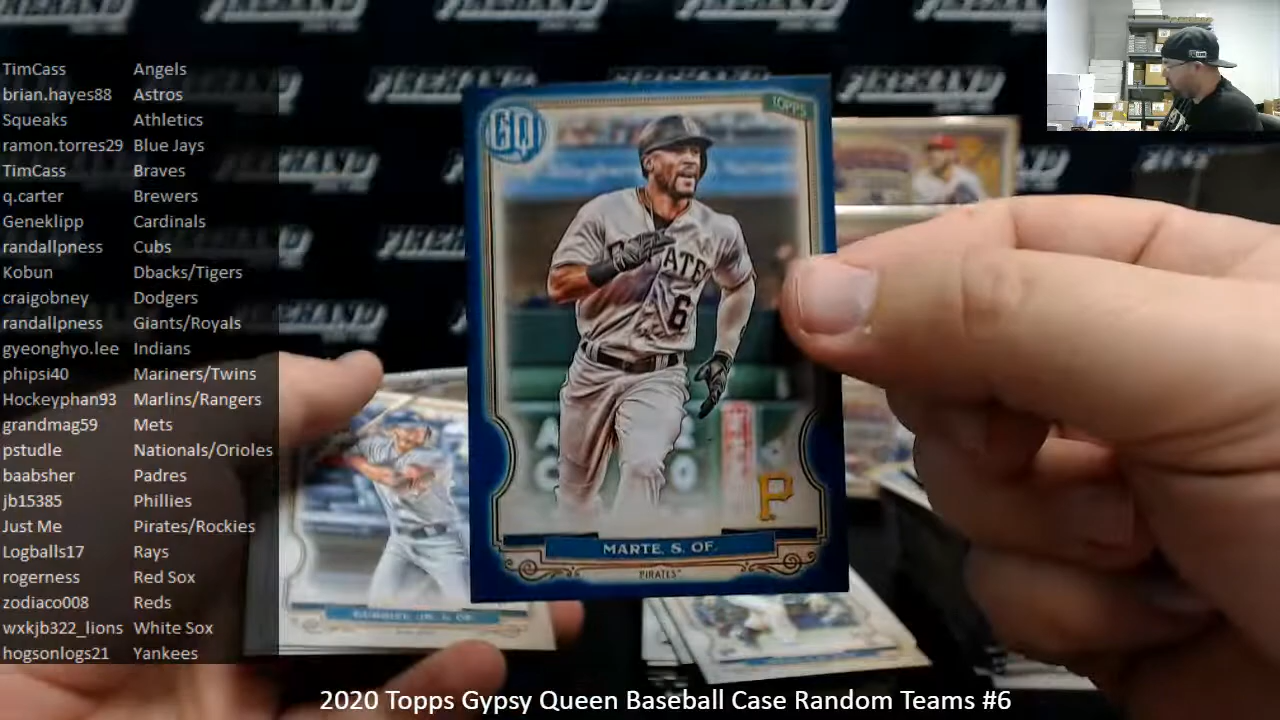 TimCass Angels
brian.hayes88 Astros
Squeaks Athletics
ramon.torres29 Blue Jays
TimCass Braves
q.carter Brewers
Geneklipp Cardinals
randallpness Cubs
Kobun Dbacks/Tigers
craigobney Dodgers
randallpness Giants/Royals
gyeonghyo.lee Indians
phipsi40 Mariners/Twins
Hockeyphan93 Marlins/Rangers
grandmag59 Mets
pstudle Nationals/Orioles
baabsher Padres
jb15385 Phillies
Just Me Pirates/Rockies
Logballs17 Rays
rogerness Red Sox
zodiaco008 Reds
wxkjb322_lions White Sox
hogsonlogs21 Yankees
GQ
TOPPS
6
P
MARTE, S. OF.
PIRATES
2020 Topps Gypsy Queen Baseball Case Random Teams #6